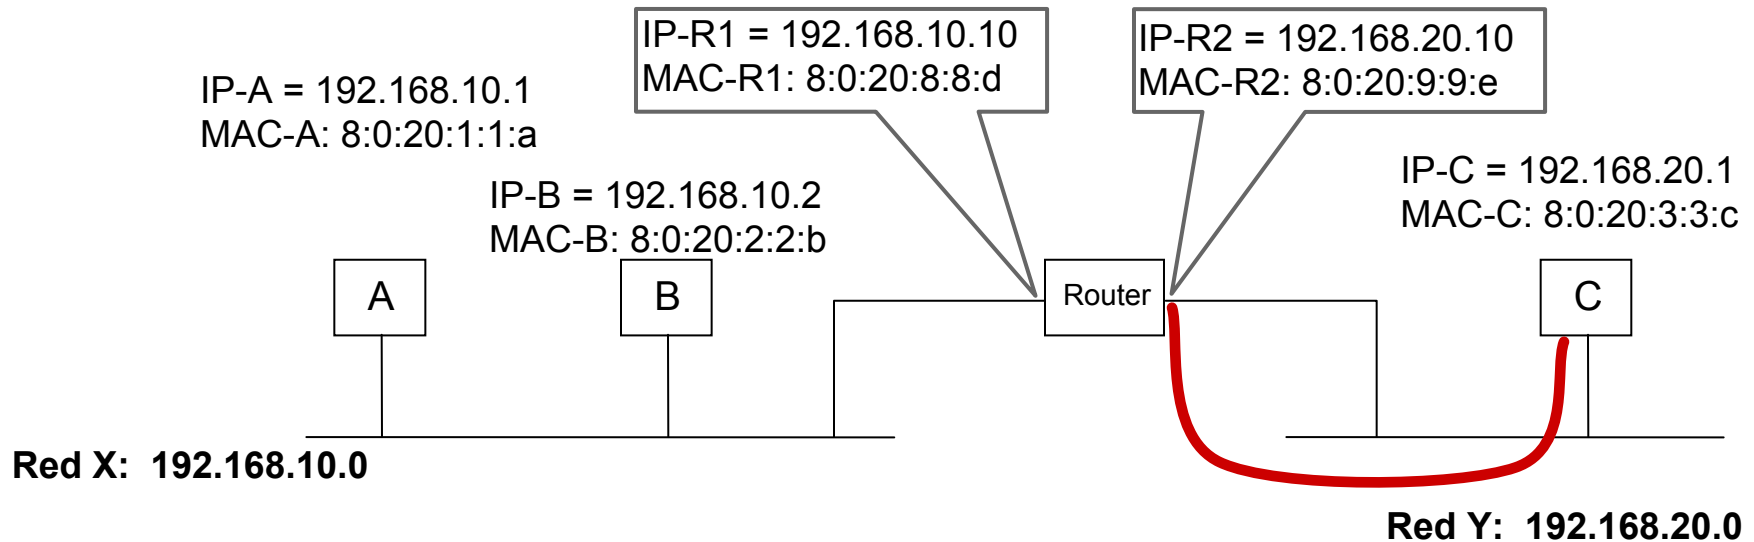 IP-R1 = 192.168.10.10
MAC-R1: 8:0:20:8:8:d
IP-R2 = 192.168.20.10
MAC-R2: 8:0:20:9:9:e
IP-A = 192.168.10.1
MAC-A: 8:0:20:1:1:a
IP-B = 192.168.10.2
MAC-B: 8:0:20:2:2:b
IP-C = 192.168.20.1
MAC-C: 8:0:20:3:3:c
A
B
Router
C
Red X: 192.168.10.0
Red Y: 192.168.20.0